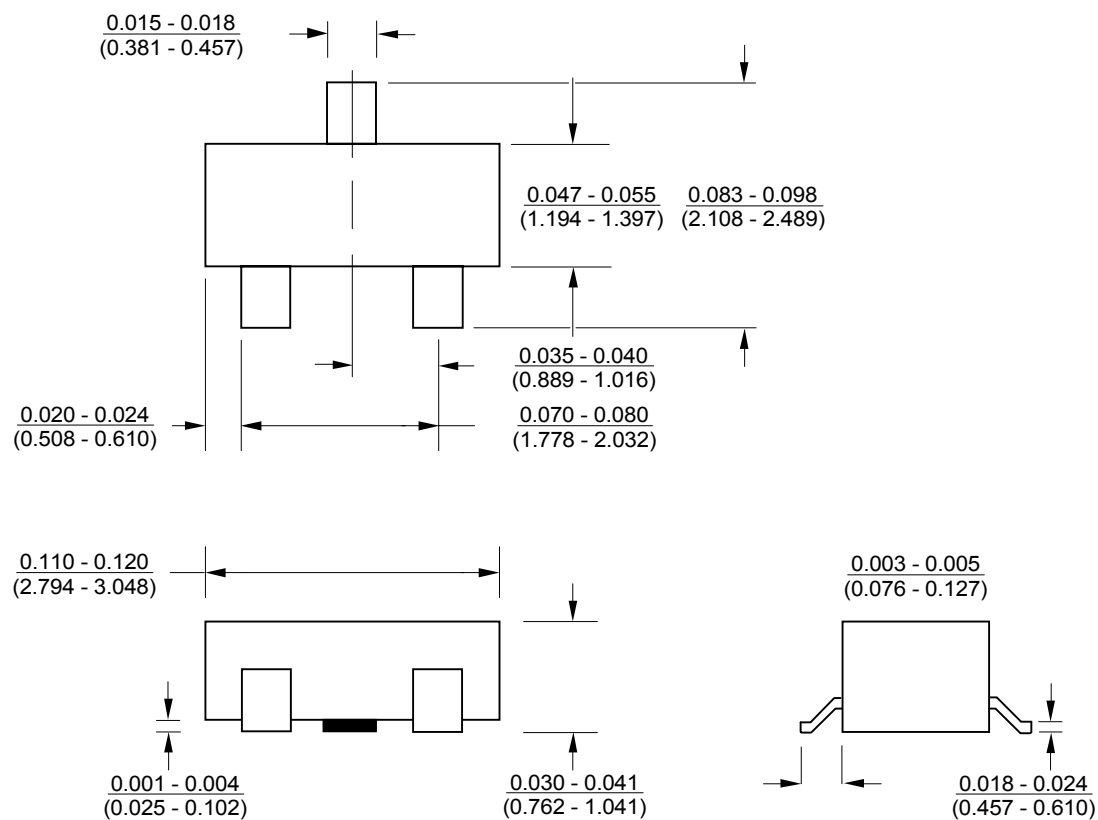 0.015 - 0.018
(0.381 - 0.457)
0.047 - 0.055
(1.194 - 1.397)
0.083 - 0.098
(2.108 - 2.489)
0.035 - 0.040
(0.889 - 1.016)
0.020 - 0.024
(0.508 - 0.610)
0.070 - 0.080
(1.778 - 2.032)
0.110 - 0.120
(2.794 - 3.048)
0.003 - 0.005
(0.076 - 0.127)
0.001 - 0.004
(0.025 - 0.102)
0.030 - 0.041
(0.762 - 1.041)
0.018 - 0.024
(0.457 - 0.610)